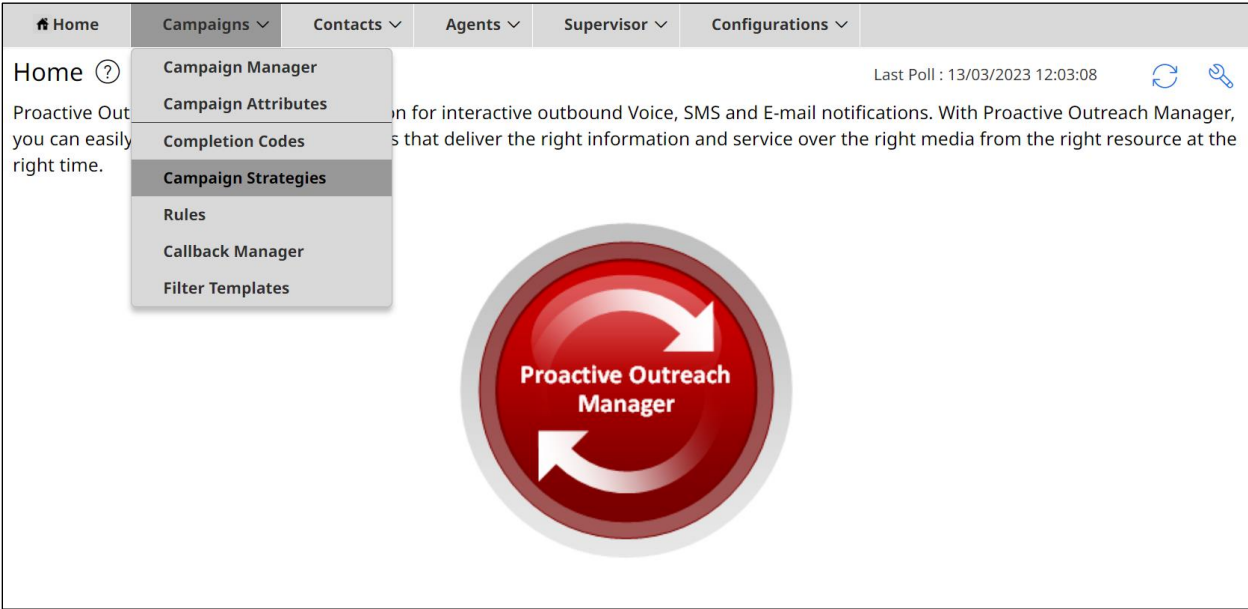 Home Campaigns Contacts Agents Supervisor Configurations
Home ? Last Poll : 13/03/2023 12:03:08
Campaign Manager
Campaign Attributes
Completion Codes
Campaign Strategies
Rules
Callback Manager
Filter Templates
Proactive Out n for interactive outbound Voice, SMS and E-mail notifications. With Proactive Outreach Manager,
you can easily s that deliver the right information and service over the right media from the right resource at the
right time.
Proactive Outreach
Manager